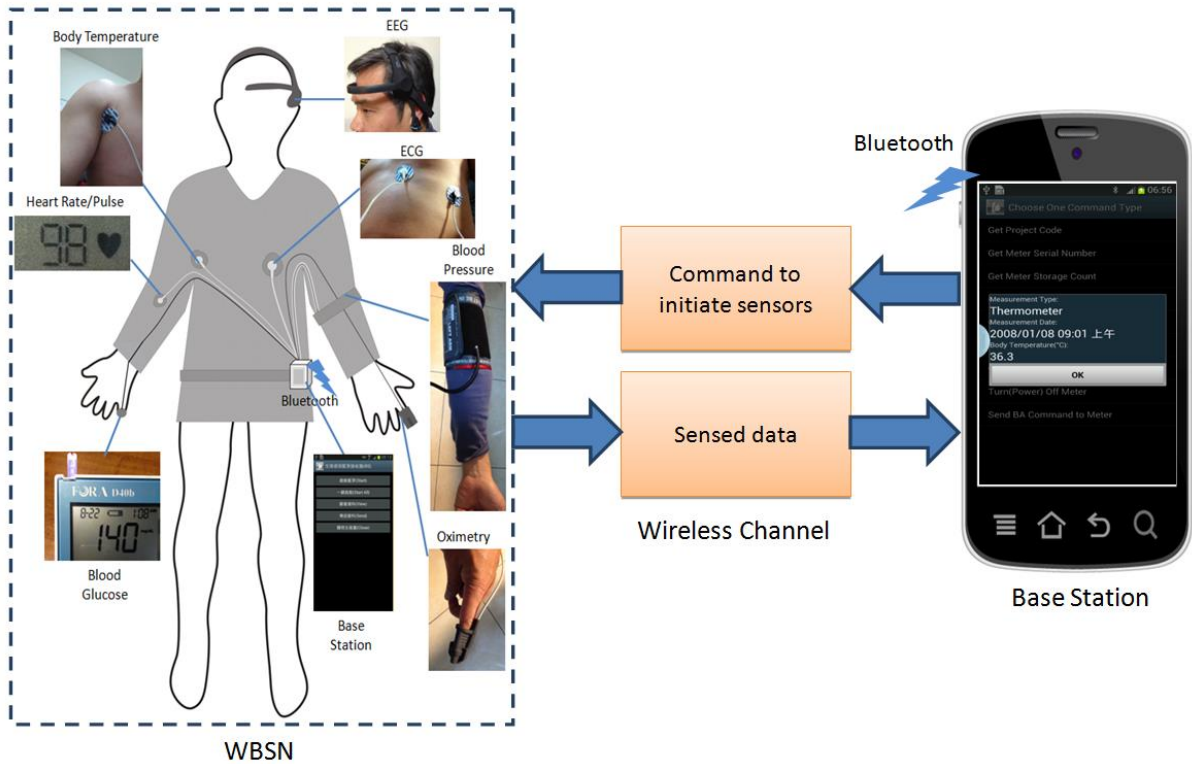 EEG
Body Temperature
ECG
Heart Rate/Pulse
98
Blood
Pressure
Bluetooth
FORA D40b
8-22
108
140
Blood
Glucose
Base
Station
Oximetry
WBSN
Command to
initiate sensors
Sensed data
Wireless Channel
Bluetooth
06:56
Choose One Command Type
Get Project Code
Get Meter Serial Number
Get Meter Storage Count
Measurement Type:
Thermometer
Measurement Date:
2008/01/08 09:01 上午
Body Temperature(°C):
36.3
OK
Turn(Power) Off Meter
Send BA Command to Meter
Base Station